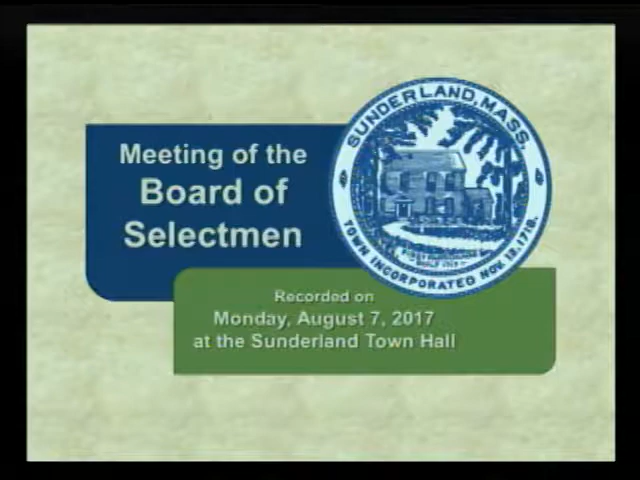 Meeting of the
Board of
Selectmen
SUNDERLAND, MASS.
TOWN INCORPORATED NOV. 12, 1718.
Recorded on
Monday, August 7, 2017
at the Sunderland Town Hall